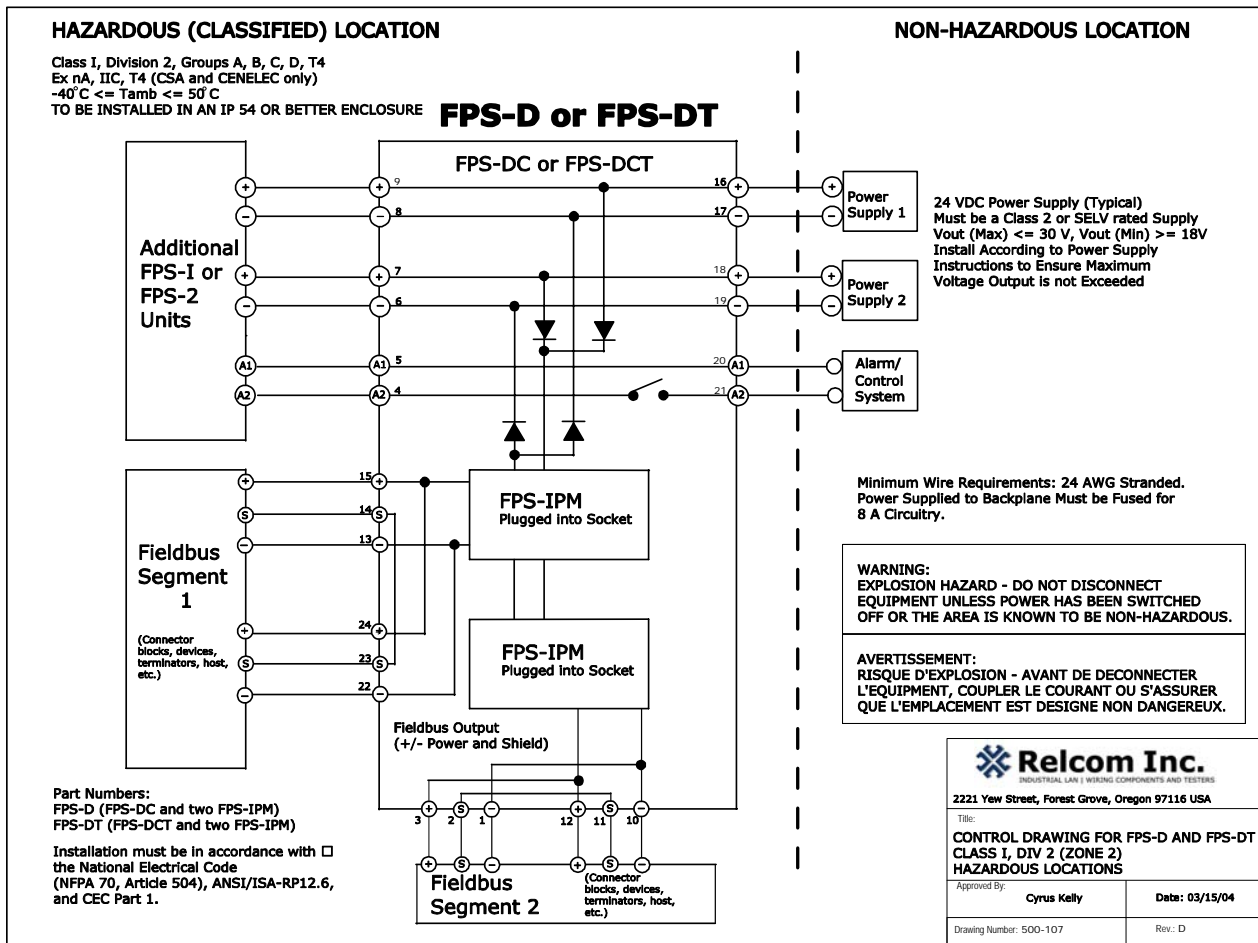 HAZARDOUS (CLASSIFIED) LOCATION
NON-HAZARDOUS LOCATION
Class I, Division 2, Groups A, B, C, D, T4
Ex nA, IIC, T4 (CSA and CENELEC only)
-40°C <= Tamb <= 50°C
TO BE INSTALLED IN AN IP 54 OR BETTER ENCLOSURE
FPS-D or FPS-DT
FPS-DC or FPS-DCT
Additional
FPS-I or
FPS-2
Units
+
−
+
−
A1
A2
+ 9
− 8
+ 7
− 6
A1 5
A2 4
16 +
17 −
18 +
19 −
20 A1
21 A2
+
−
Power
Supply 1
+
−
Power
Supply 2
Alarm/
Control
System
24 VDC Power Supply (Typical)
Must be a Class 2 or SELV rated Supply
Vout (Max) <= 30 V, Vout (Min) >= 18V
Install According to Power Supply
Instructions to Ensure Maximum
Voltage Output is not Exceeded
Fieldbus
Segment
1
(Connector
blocks, devices,
terminators, host,
etc.)
+
S
−
+
S
−
15 +
14 S
13 −
24 +
23 S
22 −
FPS-IPM
Plugged into Socket
FPS-IPM
Plugged into Socket
Fieldbus Output
(+/- Power and Shield)
+ S − + S −
3 2 1 12 11 10
+ S − + S −
Fieldbus
Segment 2
(Connector
blocks, devices,
terminators, host,
etc.)
Minimum Wire Requirements: 24 AWG Stranded.
Power Supplied to Backplane Must be Fused for
8 A Circuitry.
WARNING:
EXPLOSION HAZARD - DO NOT DISCONNECT
EQUIPMENT UNLESS POWER HAS BEEN SWITCHED
OFF OR THE AREA IS KNOWN TO BE NON-HAZARDOUS.
AVERTISSEMENT:
RISQUE D'EXPLOSION - AVANT DE DECONNECTER
L'EQUIPMENT, COUPLER LE COURANT OU S'ASSURER
QUE L'EMPLACEMENT EST DESIGNE NON DANGEREUX.
Part Numbers:
FPS-D (FPS-DC and two FPS-IPM)
FPS-DT (FPS-DCT and two FPS-IPM)
Installation must be in accordance with □
the National Electrical Code
(NFPA 70, Article 504), ANSI/ISA-RP12.6,
and CEC Part 1.
Relcom Inc.
INDUSTRIAL LAN | WIRING COMPONENTS AND TESTERS
2221 Yew Street, Forest Grove, Oregon 97116 USA
Title:
CONTROL DRAWING FOR FPS-D AND FPS-DT
CLASS I, DIV 2 (ZONE 2)
HAZARDOUS LOCATIONS
Approved By:
Cyrus Kelly
Date: 03/15/04
Drawing Number: 500-107
Rev.: D